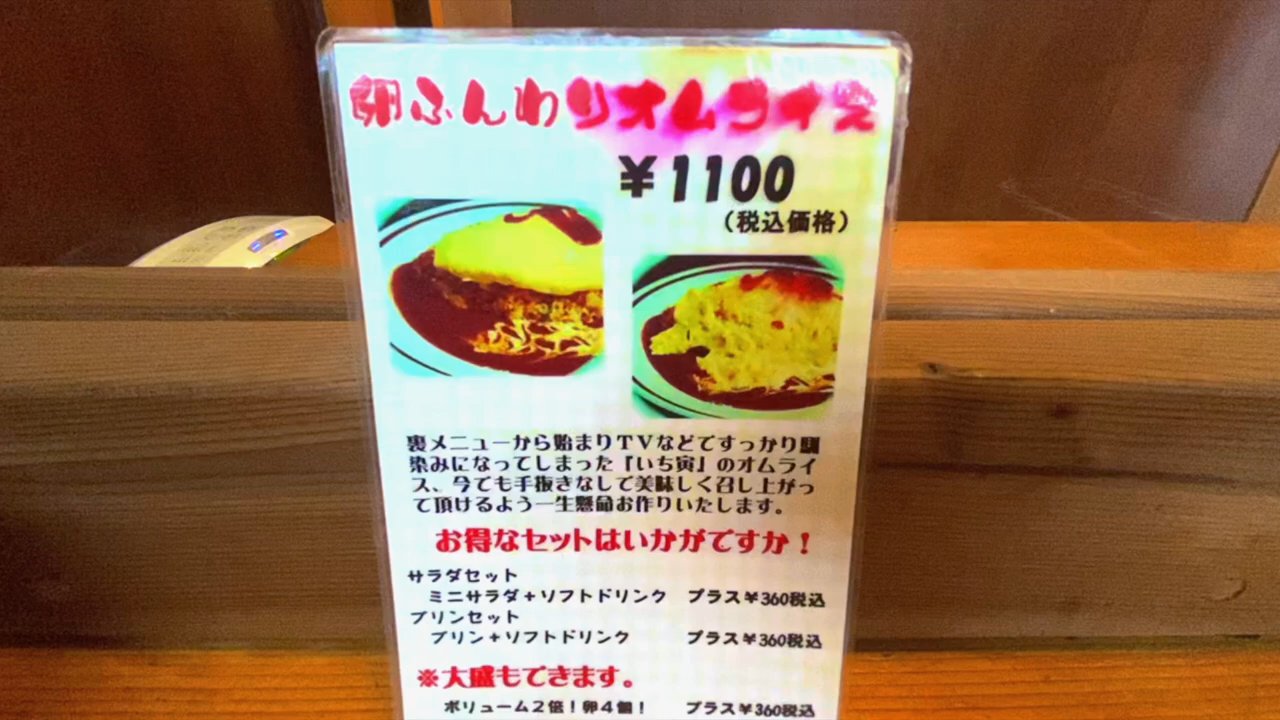 卵ふんわりオムライス
￥1100
（税込価格）
裏メニューから始まりTVなどですっかり馴
染みになってしまった『いち寅』のオムライ
ス、今でも手抜きなしで美味しく召し上がっ
て頂けるよう一生懸命お作りいたします。
お得なセットはいかがですか！
サラダセット
ミニサラダ＋ソフトドリンク　プラス￥360税込
プリンセット
プリン＋ソフトドリンク　プラス￥360税込
※大盛もできます。
ボリューム２倍！卵４個！　プラス￥360税込